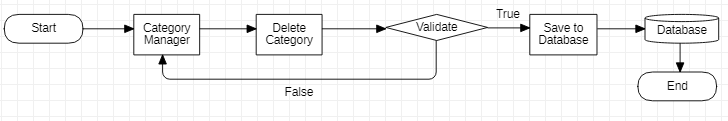 Start
Category
Manager
Delete
Category
Validate
True
Save to
Database
Database
False
End